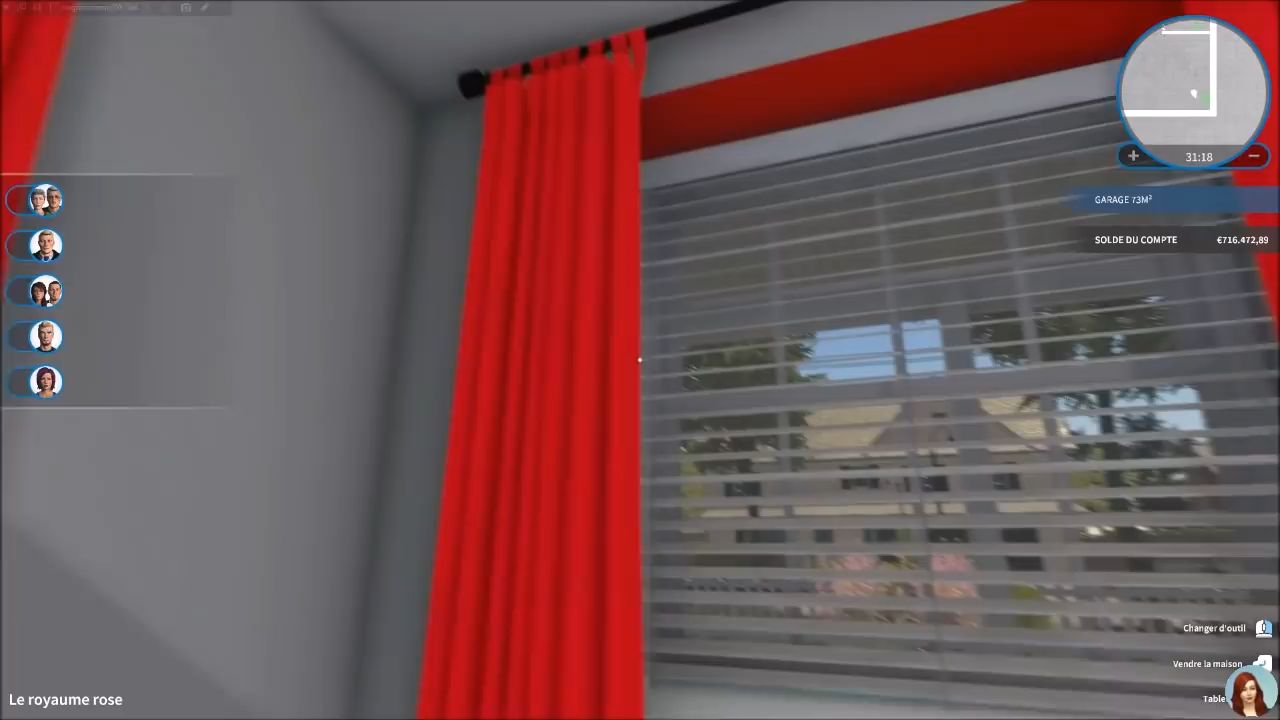 31:18
GARAGE 73M²
SOLDE DU COMPTE €716.472,89
Changer d'outil
Vendre la maison
Table
Le royaume rose